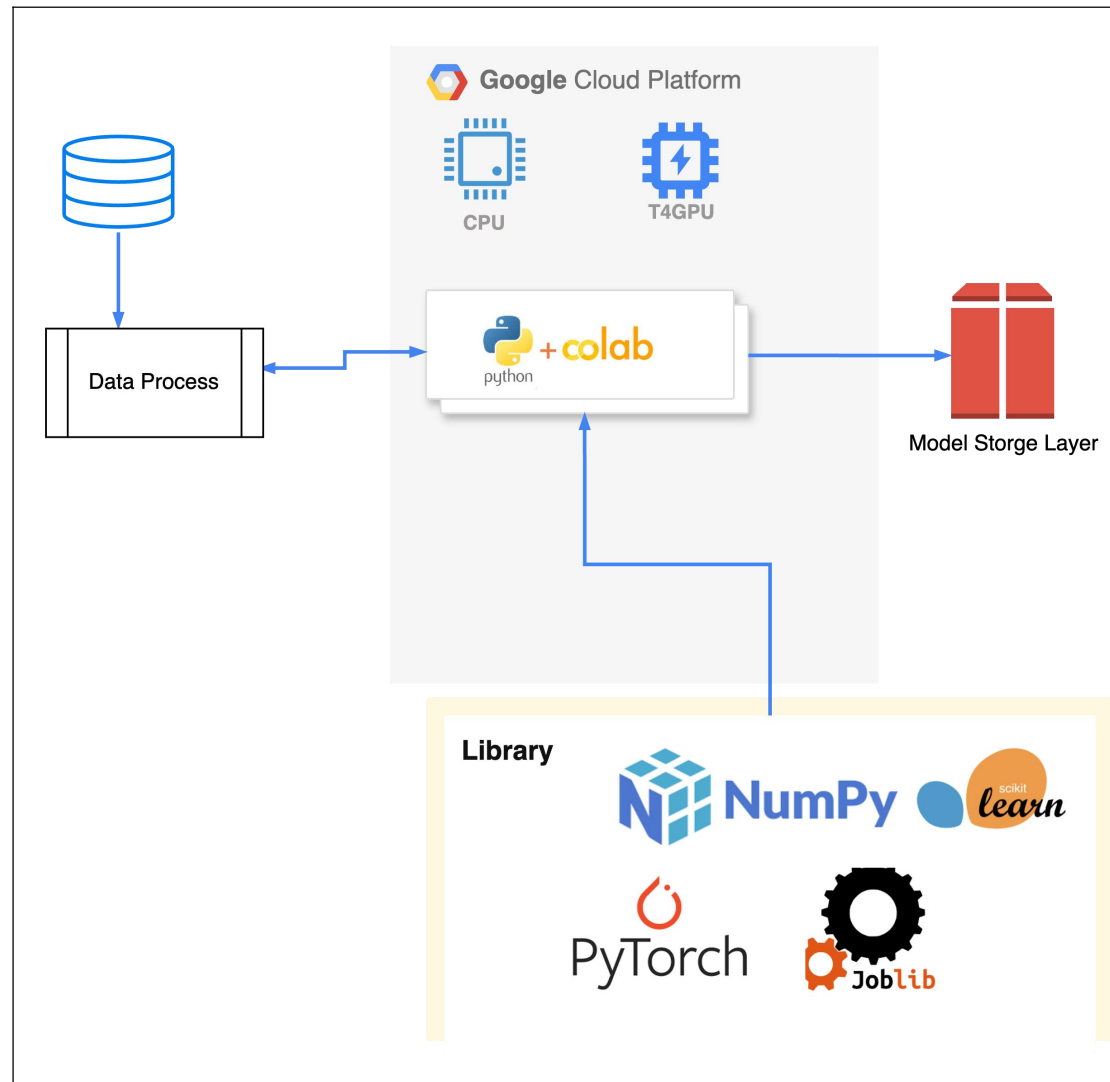 Google Cloud Platform
CPU
T4GPU
Data Process
python
+ colab
Model Storge Layer
Library
NumPy
scikit
learn
PyTorch
Joblib